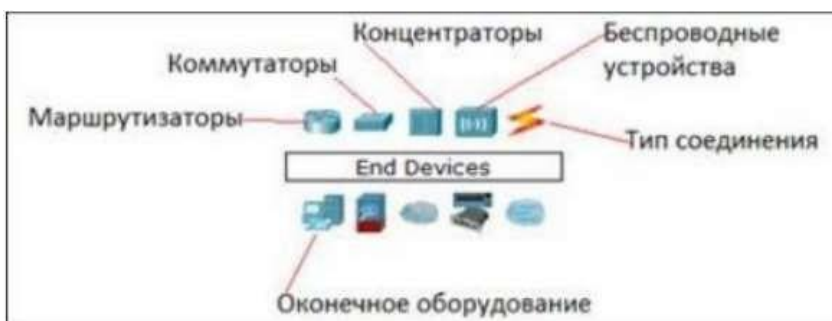 Концентраторы
Беспроводные
устройства
Коммутаторы
Маршрутизаторы
Тип соединения
End Devices
Оконечное оборудование